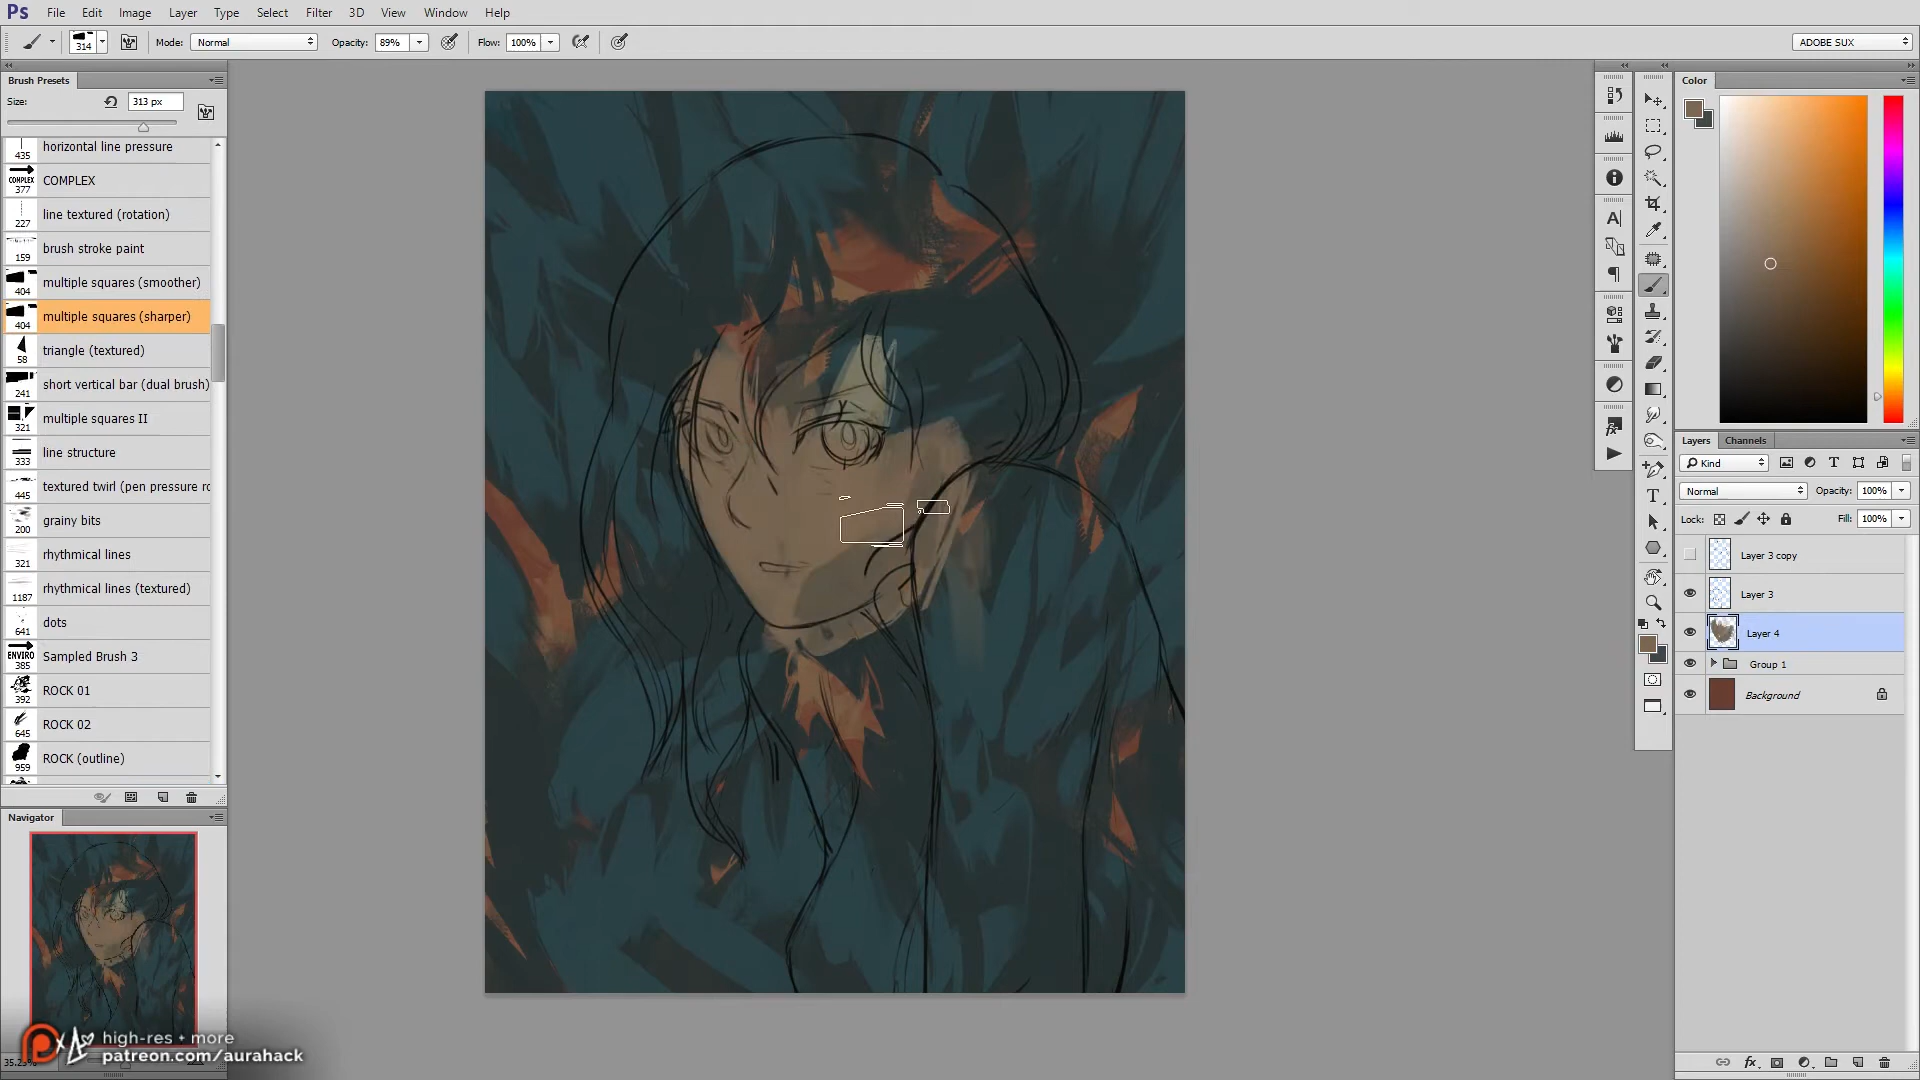 Ps File Edit Image Layer Type Select Filter 3D View Window Help
314 Mode: Normal Opacity: 89% Flow: 100% ADOBE SUX
Brush Presets
Size: 313 px
435 horizontal line pressure
COMPLEX 377 COMPLEX
227 line textured (rotation)
159 brush stroke paint
404 multiple squares (smoother)
404 multiple squares (sharper)
58 triangle (textured)
241 short vertical bar (dual brush)
321 multiple squares II
333 line structure
445 textured twirl (pen pressure ro
200 grainy bits
321 rhythmical lines
1187 rhythmical lines (textured)
641 dots
ENVIRO 385 Sampled Brush 3
392 ROCK 01
645 ROCK 02
959 ROCK (outline)
Navigator
high-res + more
patreon.com/aurahack
Color
Layers Channels
Kind
Normal Opacity: 100%
Lock: Fill: 100%
Layer 3 copy
Layer 3
Layer 4
Group 1
Background